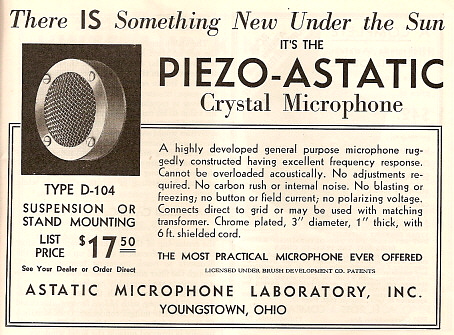 There IS Something New Under the Sun
IT'S THE
PIEZO-ASTATIC
Crystal Microphone
A highly developed general purpose microphone rug-
gedly constructed having excellent frequency response.
Cannot be overloaded acoustically. No adjustments re-
quired. No carbon rush or internal noise. No blasting or
freezing; no button or field current; no polarizing voltage.
Connects direct to grid or may be used with matching
transformer. Chrome plated, 3" diameter, 1" thick, with
6 ft. shielded cord.
THE MOST PRACTICAL MICROPHONE EVER OFFERED
LICENSED UNDER BRUSH DEVELOPMENT CO. PATENTS
TYPE D-104
SUSPENSION OR
STAND MOUNTING
LIST PRICE $17.50
See Your Dealer or Order Direct
ASTATIC MICROPHONE LABORATORY, INC.
YOUNGSTOWN, OHIO